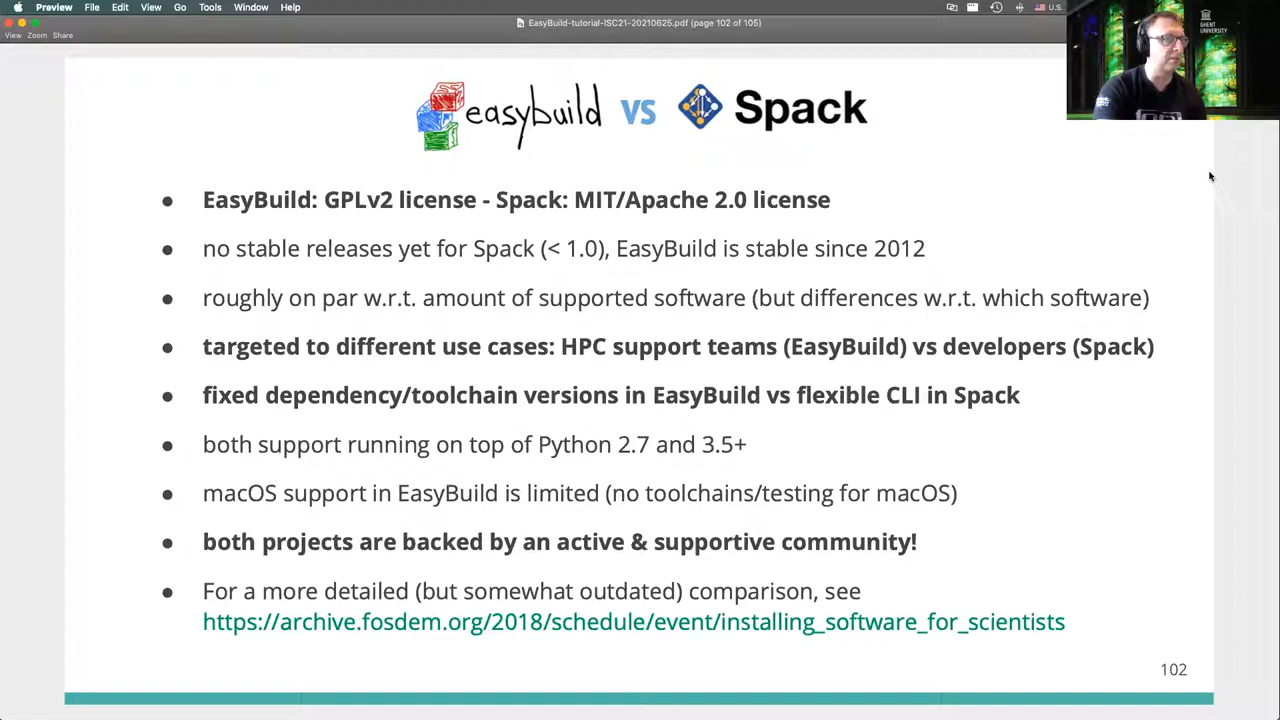 Preview File Edit View Go Tools Window Help U.S.
EasyBuild-tutorial-ISC21-20210625.pdf (page 102 of 105)
View Zoom Share
GHENT
UNIVERSITY
easybuild vs Spack
• EasyBuild: GPLv2 license - Spack: MIT/Apache 2.0 license
• no stable releases yet for Spack (< 1.0), EasyBuild is stable since 2012
• roughly on par w.r.t. amount of supported software (but differences w.r.t. which software)
• targeted to different use cases: HPC support teams (EasyBuild) vs developers (Spack)
• fixed dependency/toolchain versions in EasyBuild vs flexible CLI in Spack
• both support running on top of Python 2.7 and 3.5+
• macOS support in EasyBuild is limited (no toolchains/testing for macOS)
• both projects are backed by an active & supportive community!
• For a more detailed (but somewhat outdated) comparison, see
https://archive.fosdem.org/2018/schedule/event/installing_software_for_scientists
102